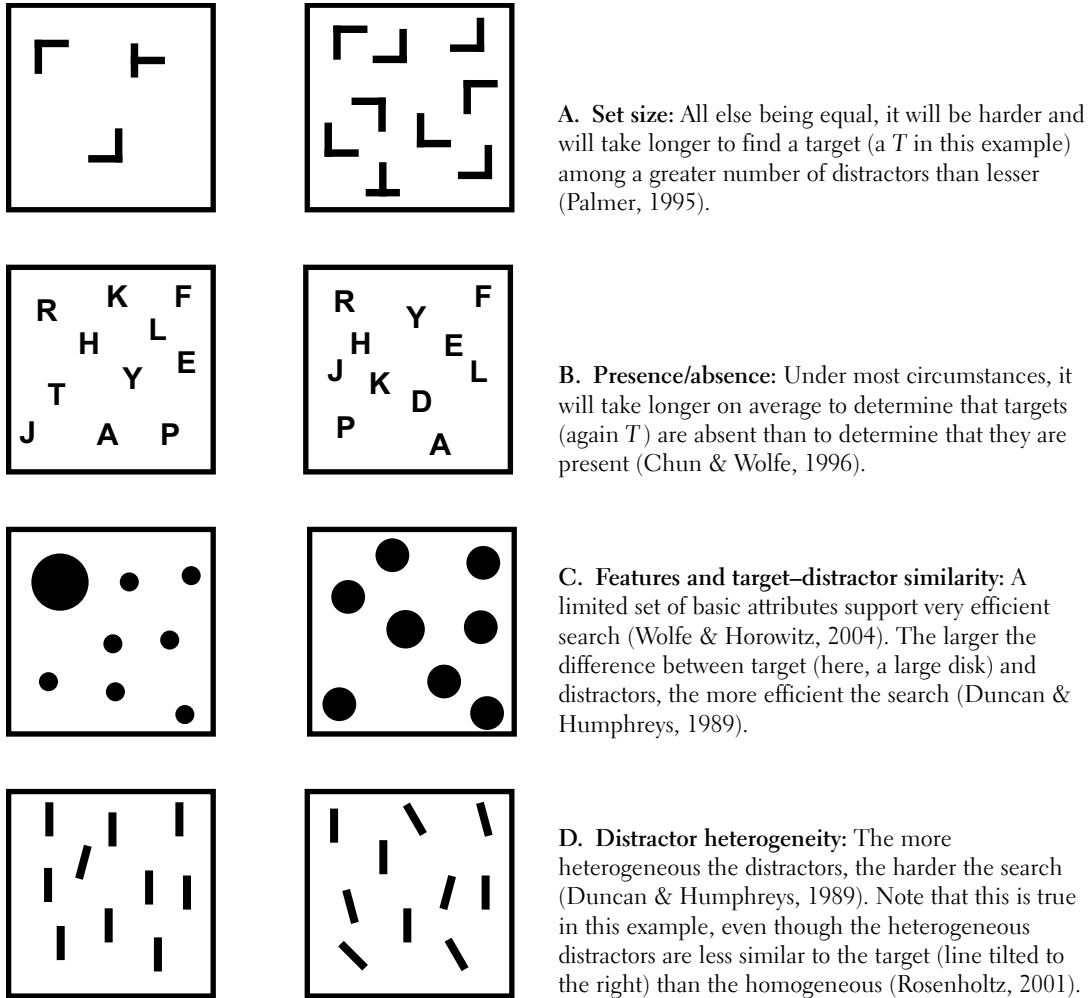 A. Set size: All else being equal, it will be harder and
will take longer to find a target (a T in this example)
among a greater number of distractors than lesser
(Palmer, 1995).
R K F
H L
E
T Y
J A P
R Y F
H E
J K L
D
P
A
B. Presence/absence: Under most circumstances, it
will take longer on average to determine that targets
(again T) are absent than to determine that they are
present (Chun & Wolfe, 1996).
C. Features and target–distractor similarity: A
limited set of basic attributes support very efficient
search (Wolfe & Horowitz, 2004). The larger the
difference between target (here, a large disk) and
distractors, the more efficient the search (Duncan &
Humphreys, 1989).
D. Distractor heterogeneity: The more
heterogeneous the distractors, the harder the search
(Duncan & Humphreys, 1989). Note that this is true
in this example, even though the heterogeneous
distractors are less similar to the target (line tilted to
the right) than the homogeneous (Rosenholtz, 2001).